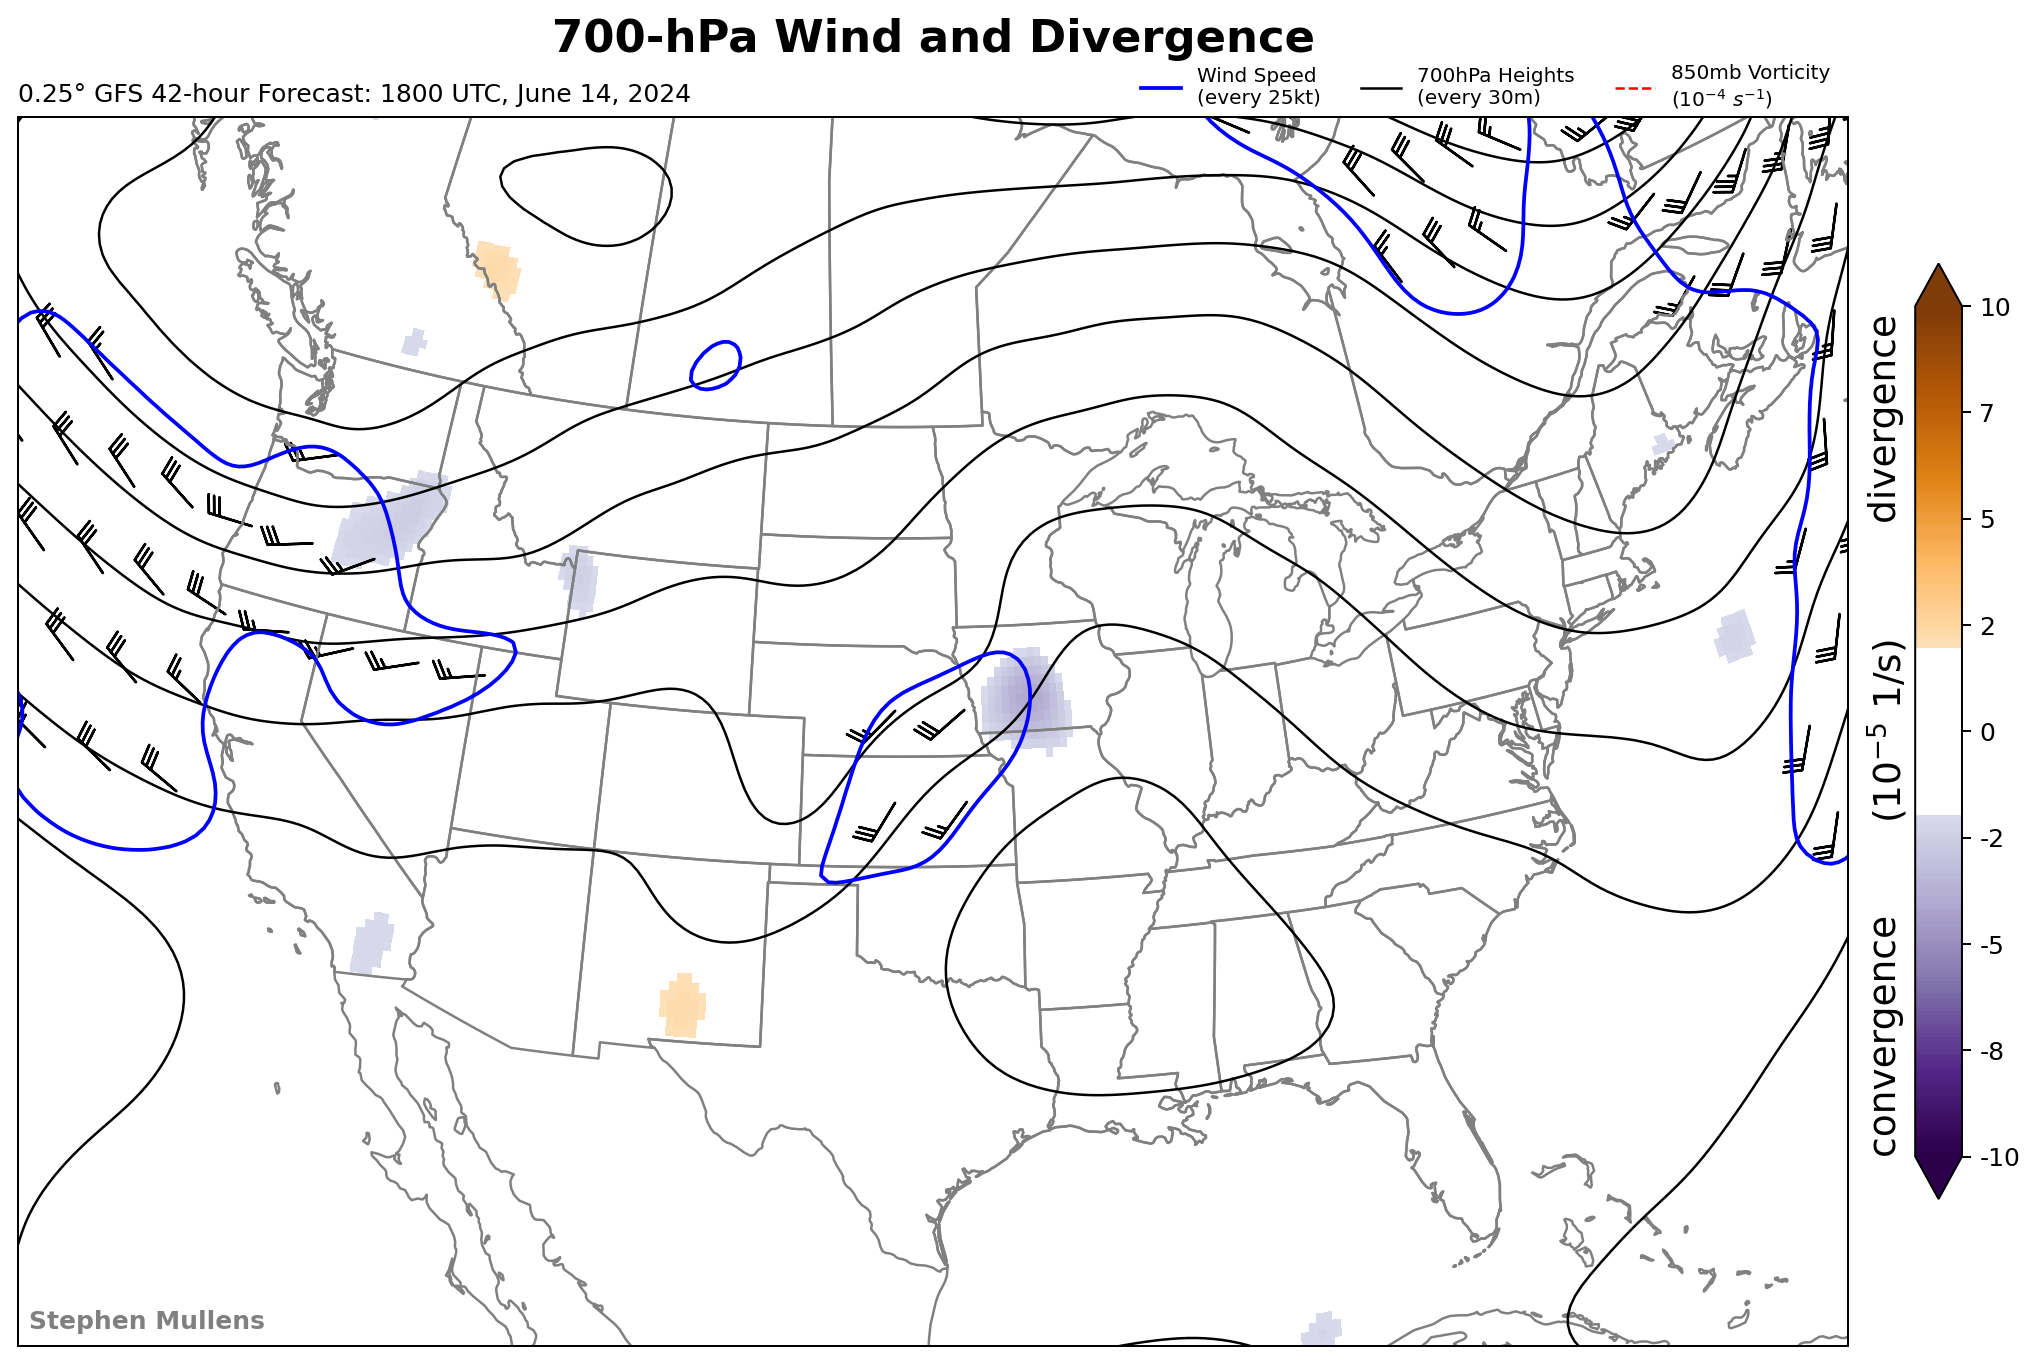 700-hPa Wind and Divergence
0.25° GFS 42-hour Forecast: 1800 UTC, June 14, 2024
Wind Speed
(every 25kt)
700hPa Heights
(every 30m)
850mb Vorticity
(10⁻⁴ s⁻¹)
10
7
5
2
0
-2
-5
-8
-10
convergence (10⁻⁵ 1/s) divergence
Stephen Mullens